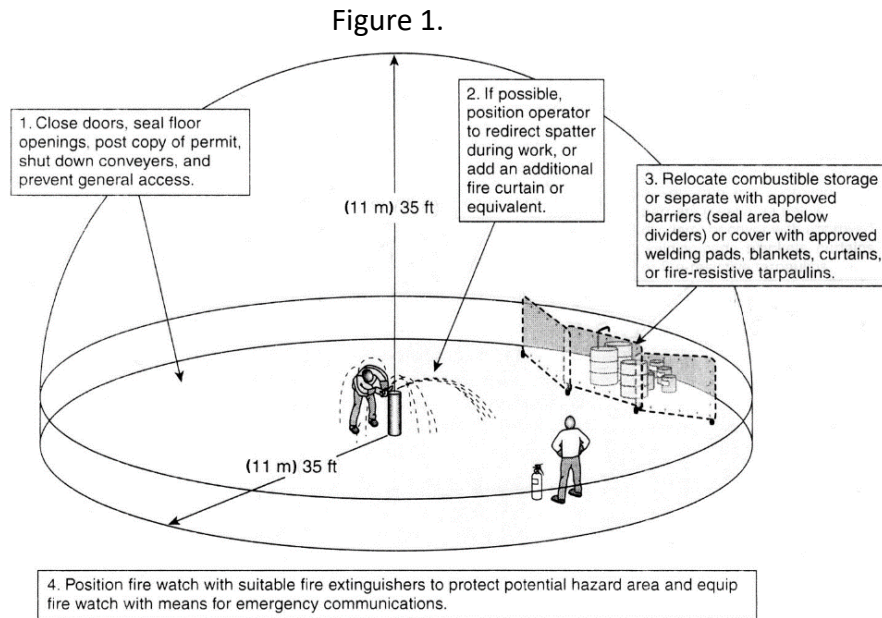 Figure 1.
1. Close doors, seal floor
openings, post copy of permit,
shut down conveyers, and
prevent general access.
2. If possible,
position operator
to redirect spatter
during work, or
add an additional
fire curtain or
equivalent.
(11 m) 35 ft
3. Relocate combustible storage
or separate with approved
barriers (seal area below
dividers) or cover with approved
welding pads, blankets, curtains,
or fire-resistive tarpaulins.
(11 m) 35 ft
4. Position fire watch with suitable fire extinguishers to protect potential hazard area and equip
fire watch with means for emergency communications.